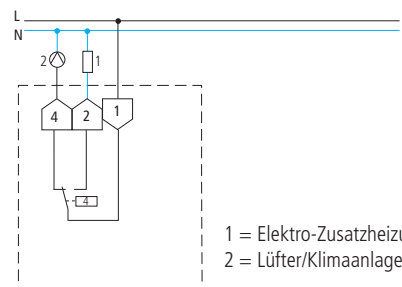 L
N
2
1
4
2
1
4
1 = Elektro-Zusatzheizu
2 = Lüfter/Klimaanlage